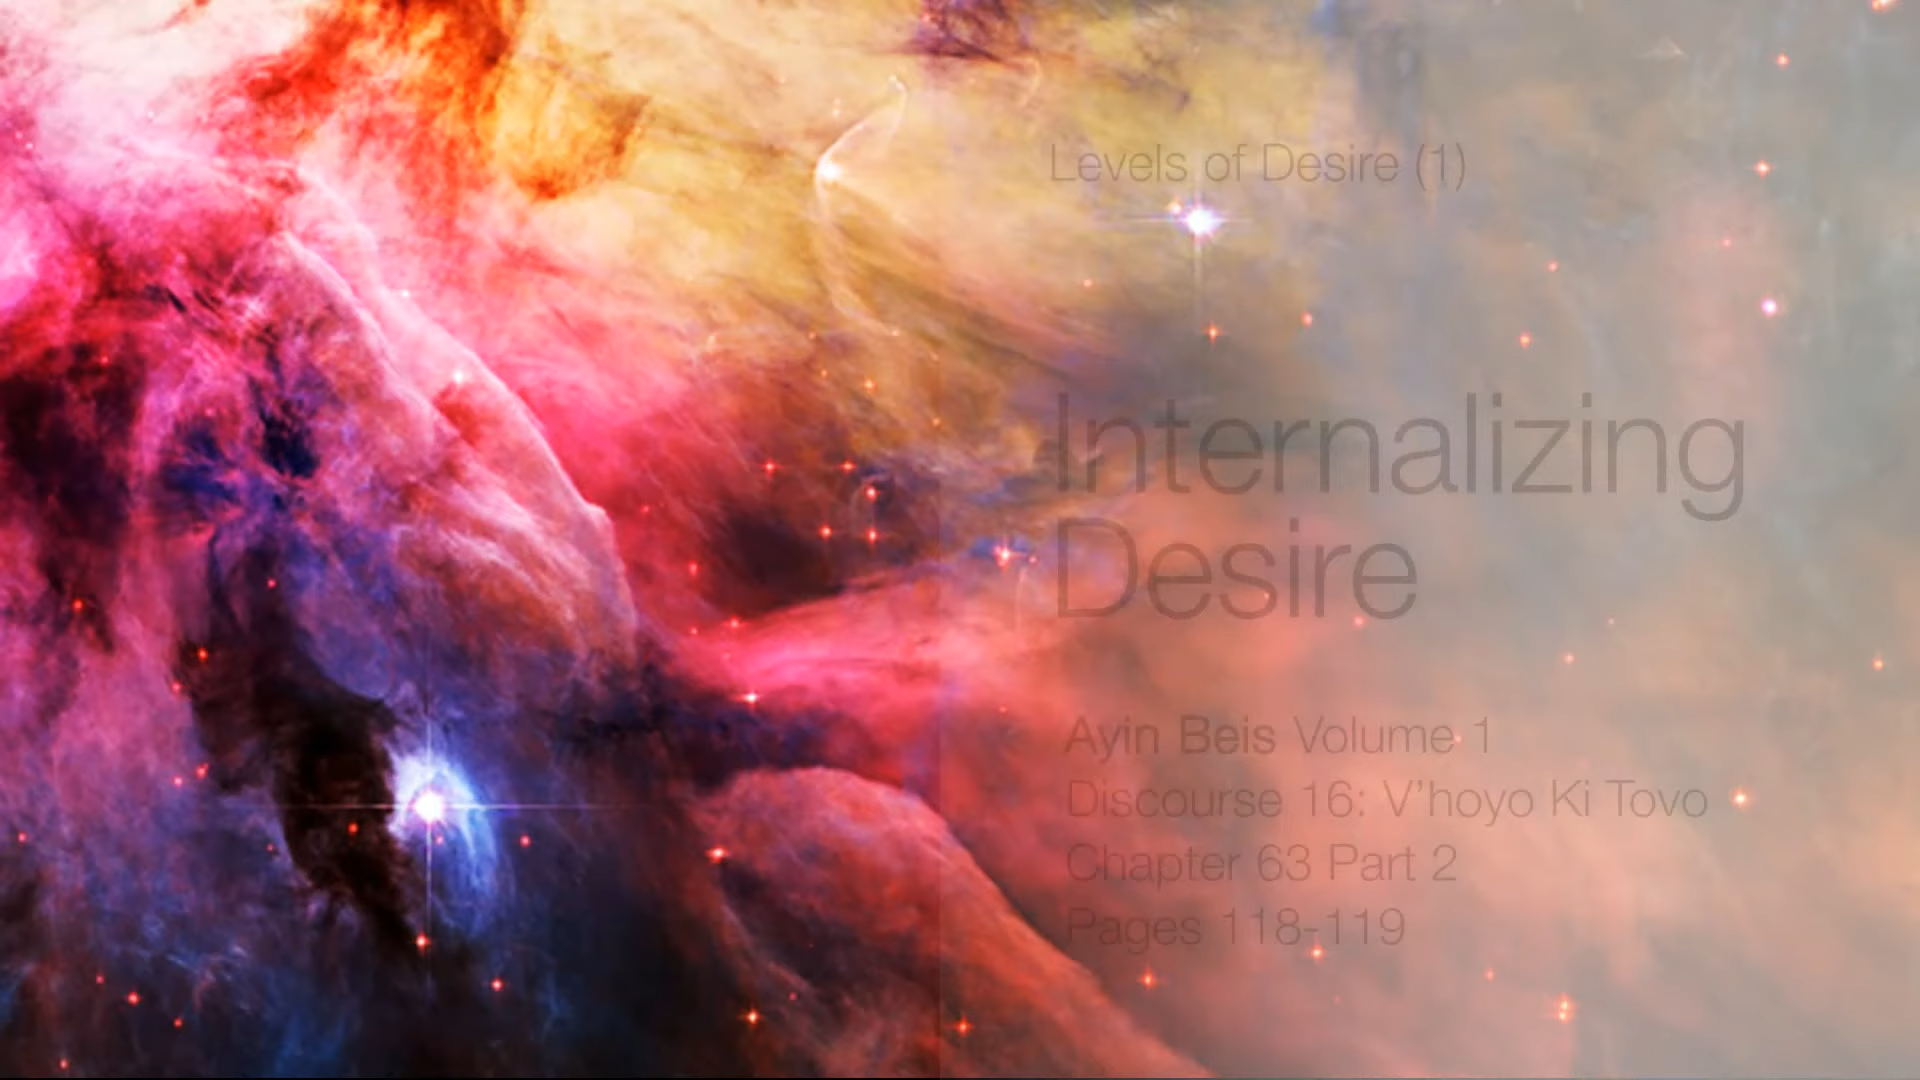 Levels of Desire (1)
Internalizing
Desire
Ayin Beis Volume 1
Discourse 16: V'hoyo Ki Tovo
Chapter 63 Part 2
Pages 118-119